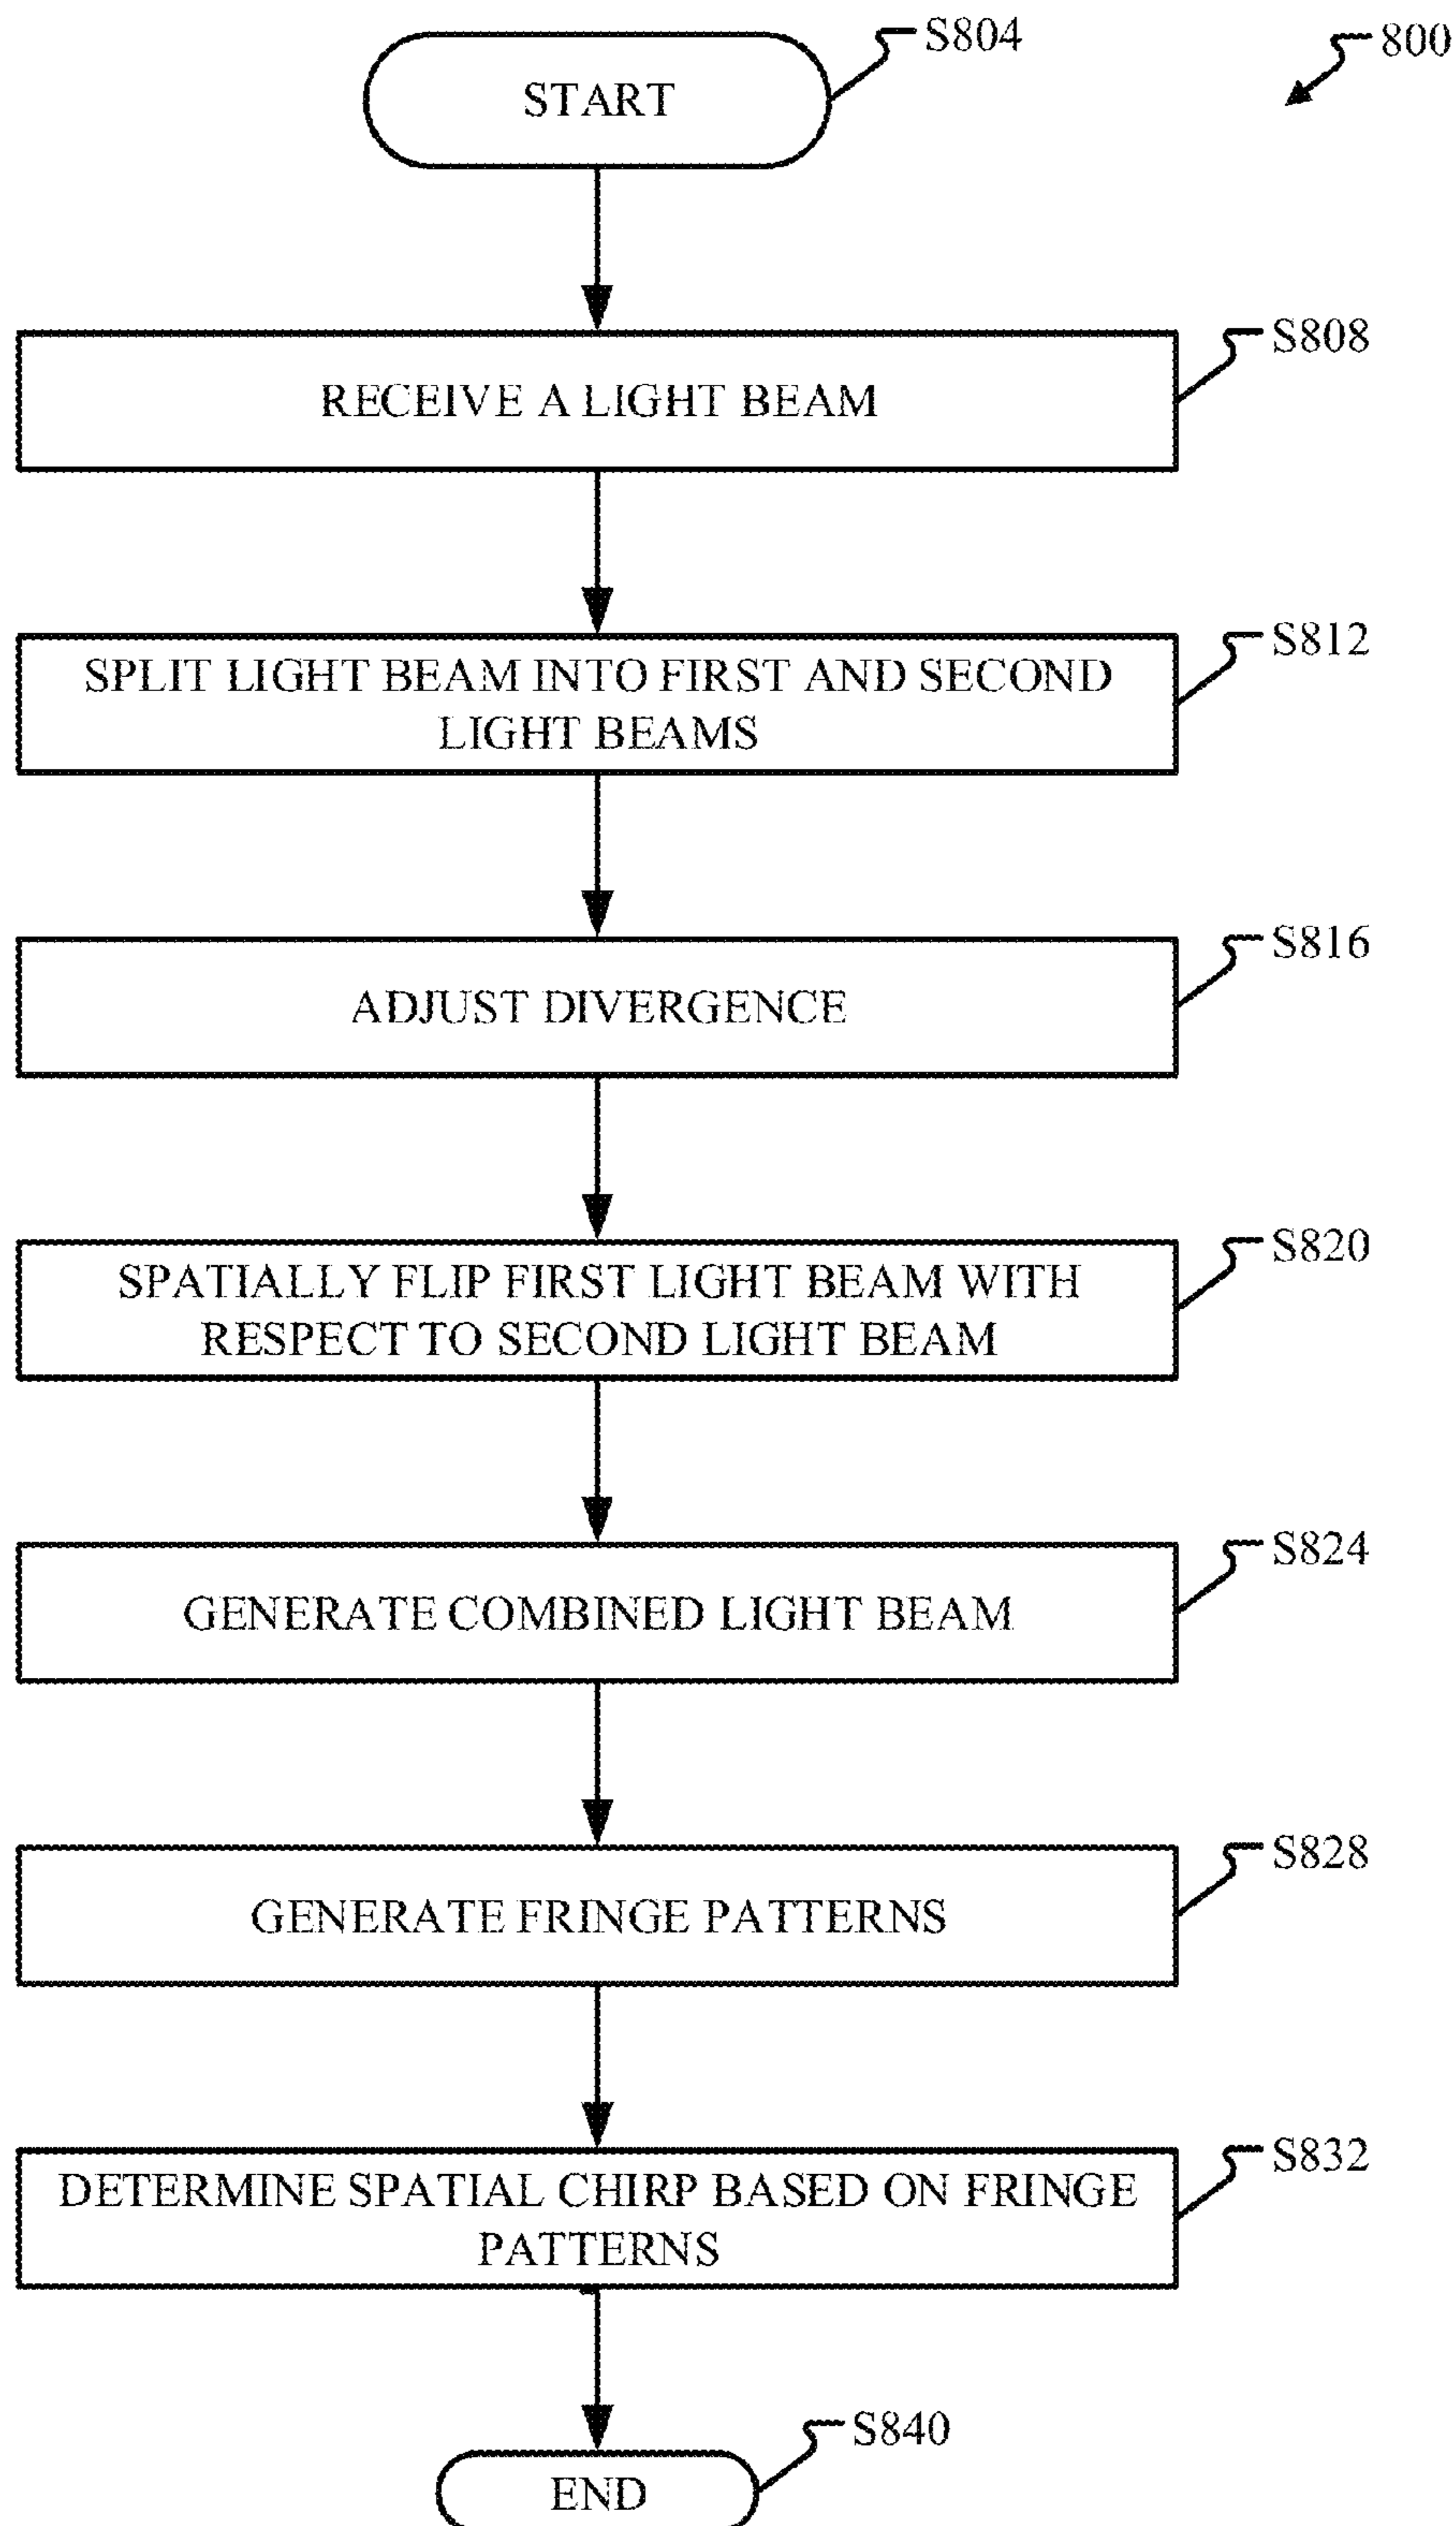 S804
800
START
S808
RECEIVE A LIGHT BEAM
S812
SPLIT LIGHT BEAM INTO FIRST AND SECOND
LIGHT BEAMS
S816
ADJUST DIVERGENCE
S820
SPATIALLY FLIP FIRST LIGHT BEAM WITH
RESPECT TO SECOND LIGHT BEAM
S824
GENERATE COMBINED LIGHT BEAM
S828
GENERATE FRINGE PATTERNS
S832
DETERMINE SPATIAL CHIRP BASED ON FRINGE
PATTERNS
S840
END